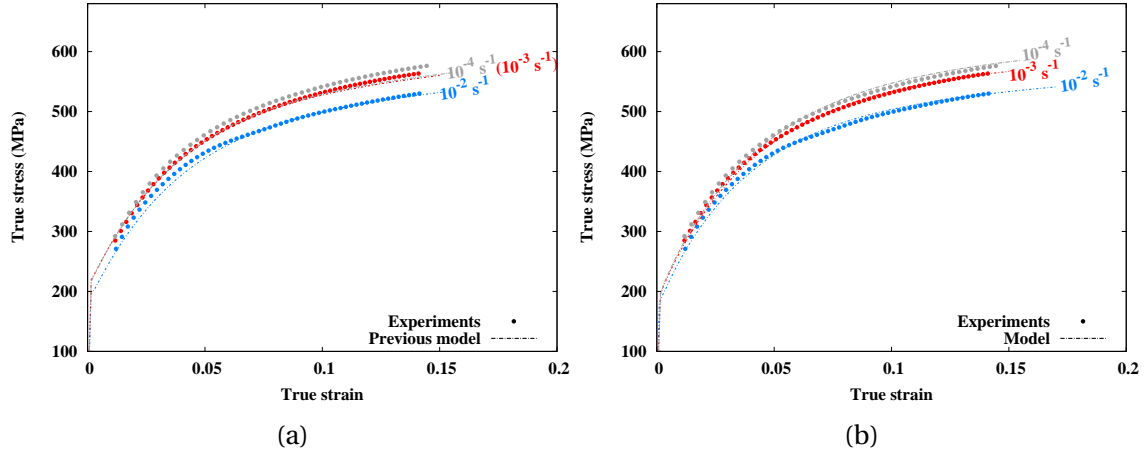 600
500
400
300
200
100
0
0.05
0.1
0.15
0.2
True stress (MPa)
True strain
10^-4 s^-1 (10^-3 s^-1)
10^-2 s^-1
Experiments
Previous model
(a)
600
500
400
300
200
100
0
0.05
0.1
0.15
0.2
True stress (MPa)
True strain
10^-4 s^-1
10^-3 s^-1
10^-2 s^-1
Experiments
Model
(b)